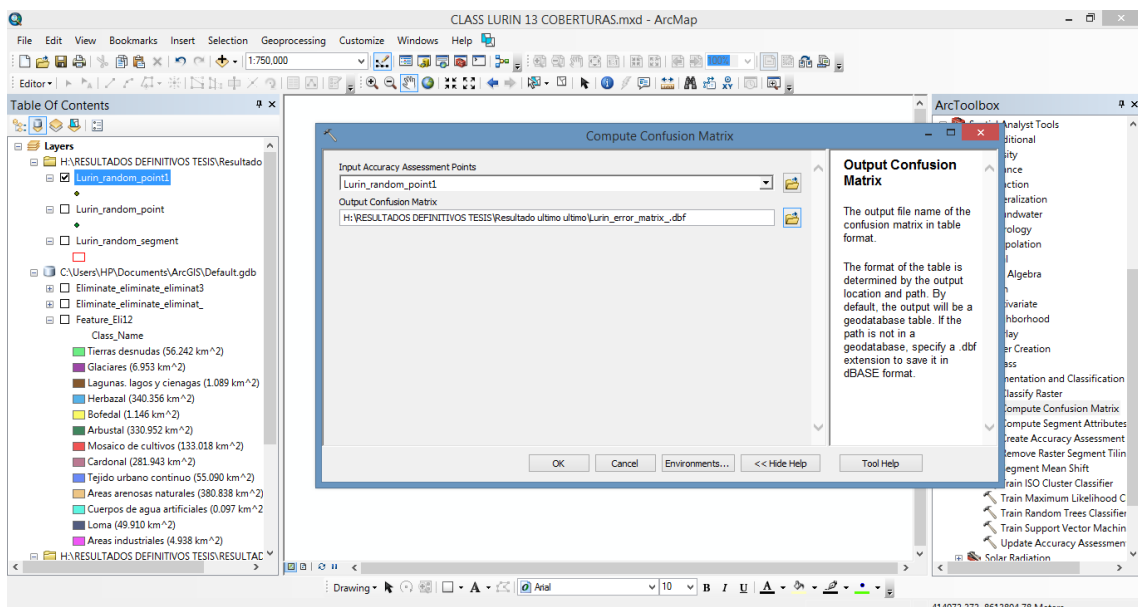 CLASS LURIN 13 COBERTURAS.mxd - ArcMap
File Edit View Bookmarks Insert Selection Geoprocessing Customize Windows Help
1:750,000
100%
Editor
Table Of Contents
Layers
H:\RESULTADOS DEFINITIVOS TESIS\Resultado
Lurin_random_point1
Lurin_random_point
Lurin_random_segment
C:\Users\HP\Documents\ArcGIS\Default.gdb
Eliminate_eliminate_eliminat3
Eliminate_eliminate_eliminat_
Feature_Eli12
Class_Name
Tierras desnudas (56.242 km^2)
Glaciares (6.953 km^2)
Lagunas. lagos y cienagas (1.089 km^2)
Herbazal (340.356 km^2)
Bofedal (1.146 km^2)
Arbustal (330.952 km^2)
Mosaico de cultivos (133.018 km^2)
Cardonal (281.943 km^2)
Tejido urbano continuo (55.090 km^2)
Areas arenosas naturales (380.838 km^2)
Cuerpos de agua artificiales (0.097 km^2
Loma (49.910 km^2)
Areas industriales (4.938 km^2)
H:\RESULTADOS DEFINITIVOS TESIS\RESULTAD
Compute Confusion Matrix
Input Accuracy Assessment Points
Lurin_random_point1
Output Confusion Matrix
H:\RESULTADOS DEFINITIVOS TESIS\Resultado ultimo ultimo\Lurin_error_matrix_.dbf
OK Cancel Environments... << Hide Help Tool Help
Output Confusion
Matrix
The output file name of the
confusion matrix in table
format.
The format of the table is
determined by the output
location and path. By
default, the output will be a
geodatabase table. If the
path is not in a
geodatabase, specify a .dbf
extension to save it in
dBASE format.
ArcToolbox
Analyst Tools
ditional
sity
nce
ction
eralization
ndwater
rology
polation
l
Algebra
h
ivariate
hborhood
lay
er Creation
ass
mentation and Classification
Classify Raster
Compute Confusion Matrix
Compute Segment Attributes
Create Accuracy Assessment
Remove Raster Segment Tilin
Segment Mean Shift
Train ISO Cluster Classifier
Train Maximum Likelihood C
Train Random Trees Classifier
Train Support Vector Machin
Update Accuracy Assessmen
Solar Radiation
Drawing Arial 10 B I U A